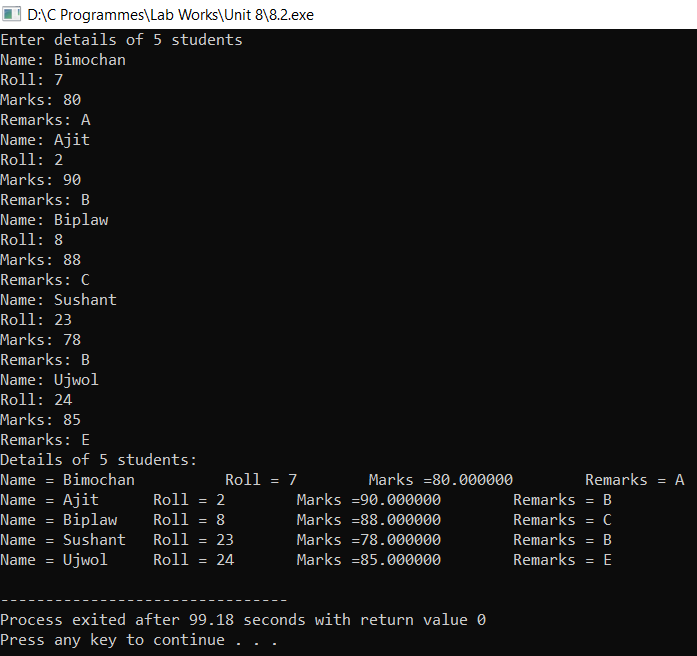 D:\C Programmes\Lab Works\Unit 8\8.2.exe
Enter details of 5 students
Name: Bimochan
Roll: 7
Marks: 80
Remarks: A
Name: Ajit
Roll: 2
Marks: 90
Remarks: B
Name: Biplaw
Roll: 8
Marks: 88
Remarks: C
Name: Sushant
Roll: 23
Marks: 78
Remarks: B
Name: Ujwol
Roll: 24
Marks: 85
Remarks: E
Details of 5 students:
Name = Bimochan          Roll = 7        Marks =80.000000        Remarks = A
Name = Ajit      Roll = 2        Marks =90.000000        Remarks = B
Name = Biplaw    Roll = 8        Marks =88.000000        Remarks = C
Name = Sushant   Roll = 23       Marks =78.000000        Remarks = B
Name = Ujwol     Roll = 24       Marks =85.000000        Remarks = E
--------------------------------
Process exited after 99.18 seconds with return value 0
Press any key to continue . . .